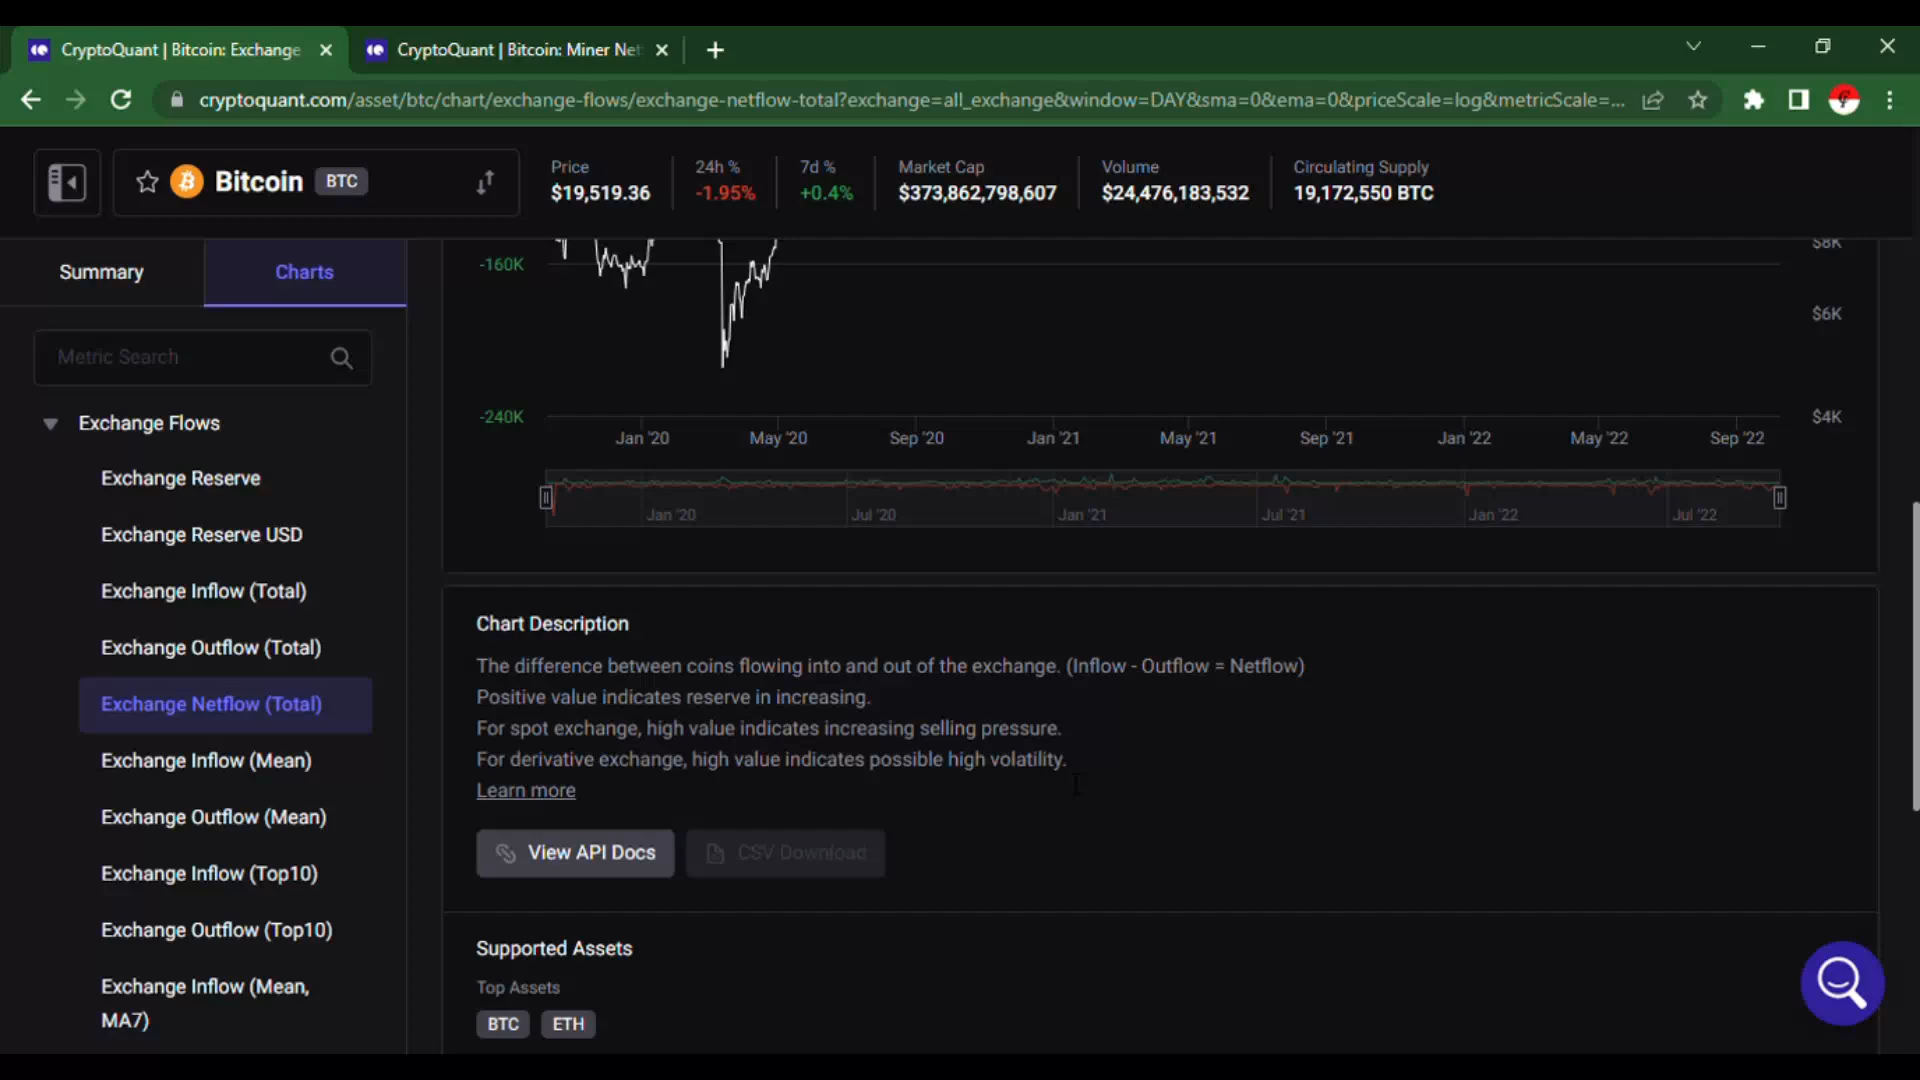 CryptoQuant | Bitcoin: Exchange
CryptoQuant | Bitcoin: Miner Net
cryptoquant.com/asset/btc/chart/exchange-flows/exchange-netflow-total?exchange=all_exchange&window=DAY&sma=0&ema=0&priceScale=log&metricScale=...
Bitcoin BTC
Price
$19,519.36
24h %
-1.95%
7d %
+0.4%
Market Cap
$373,862,798,607
Volume
$24,476,183,532
Circulating Supply
19,172,550 BTC
Summary
Charts
Metric Search
Exchange Flows
Exchange Reserve
Exchange Reserve USD
Exchange Inflow (Total)
Exchange Outflow (Total)
Exchange Netflow (Total)
Exchange Inflow (Mean)
Exchange Outflow (Mean)
Exchange Inflow (Top10)
Exchange Outflow (Top10)
Exchange Inflow (Mean,
MA7)
$8K
-160K
$6K
-240K
$4K
Jan '20 May '20 Sep '20 Jan '21 May '21 Sep '21 Jan '22 May '22 Sep '22
Jan '20 Jul '20 Jan '21 Jul '21 Jan '22 Jul '22
Chart Description
The difference between coins flowing into and out of the exchange. (Inflow - Outflow = Netflow)
Positive value indicates reserve in increasing.
For spot exchange, high value indicates increasing selling pressure.
For derivative exchange, high value indicates possible high volatility.
Learn more
View API Docs
CSV Download
Supported Assets
Top Assets
BTC
ETH